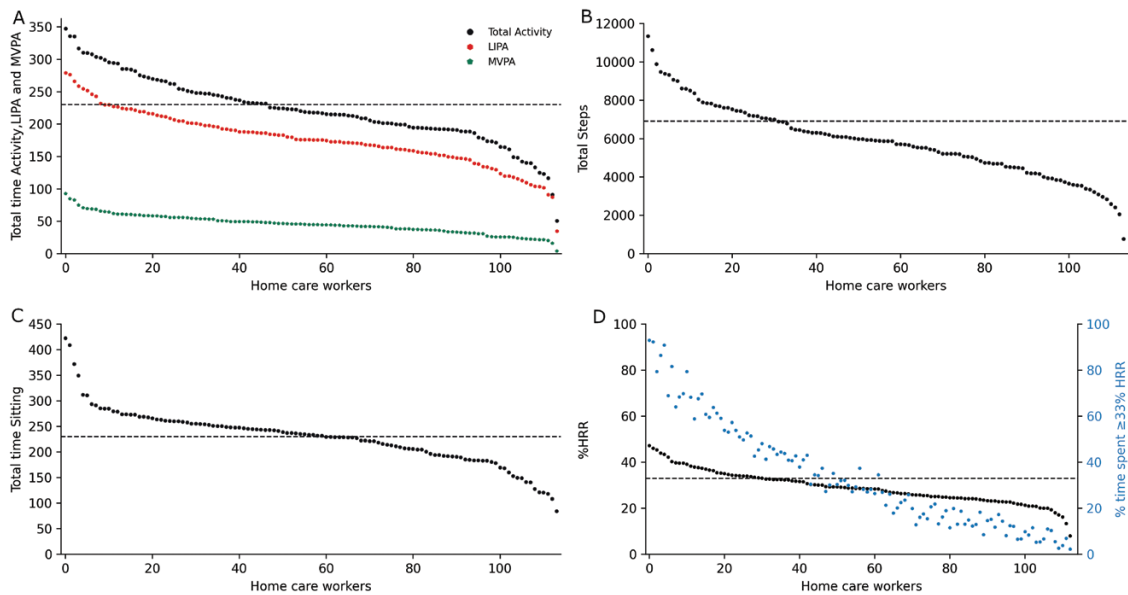 A
Total time Activity,LIPA and MVPA
350
300
250
200
150
100
50
0
0 20 40 60 80 100
Home care workers
Total Activity
LIPA
MVPA
B
Total Steps
12000
10000
8000
6000
4000
2000
0
0 20 40 60 80 100
Home care workers
C
Total time Sitting
450
400
350
300
250
200
150
100
50
0
0 20 40 60 80 100
Home care workers
D
%HRR
100
80
60
40
20
0
0 20 40 60 80 100
Home care workers
100
80
60
40
20
0
% time spent ≥33% HRR